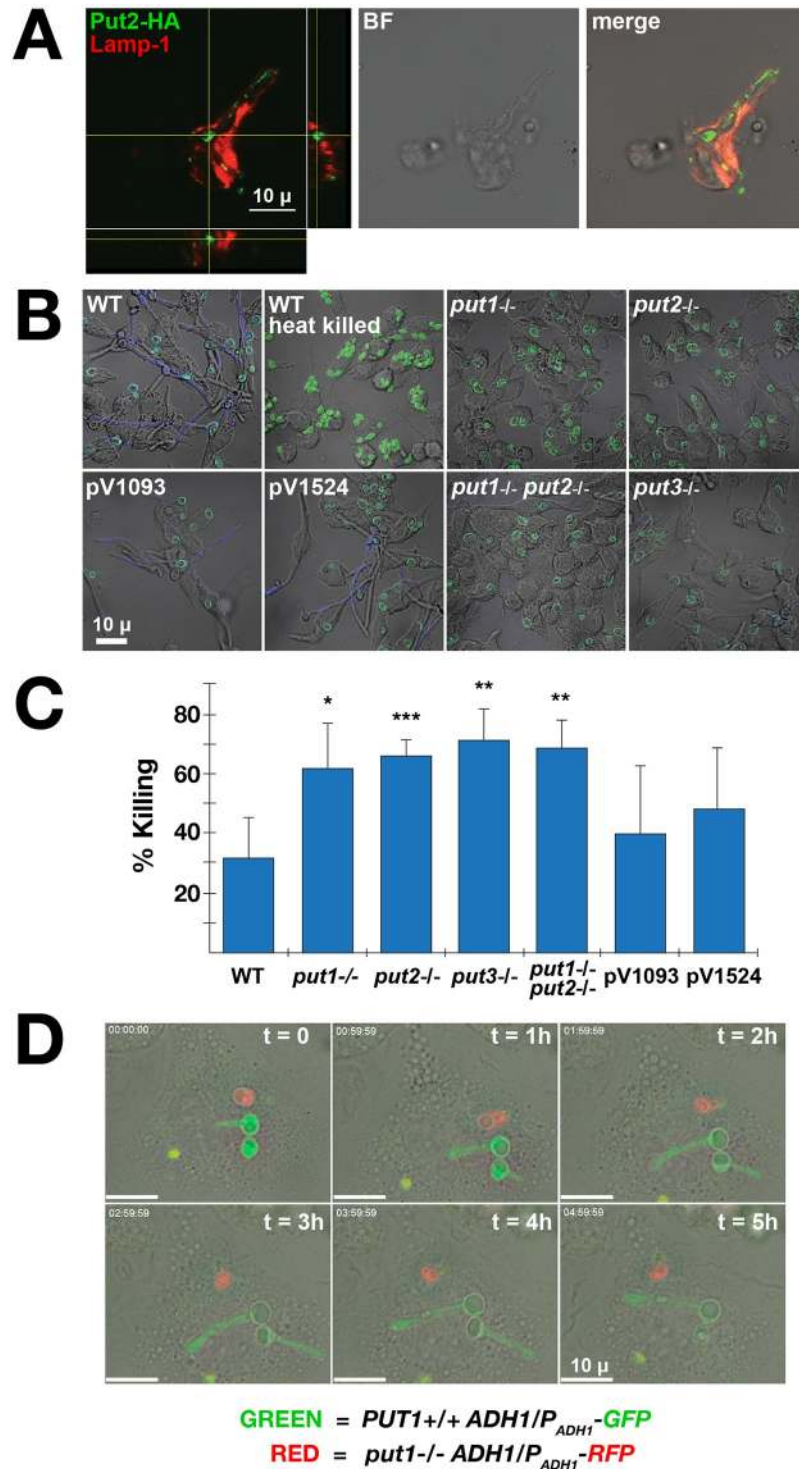 A
Put2-HA
Lamp-1
10 µ
BF
merge
B
WT
WT
heat killed
put1-/-
put2-/-
pV1093
10 µ
pV1524
put1-/- put2-/-
put3-/-
C
% Killing
80
60
40
20
*
***
**
**
WT
put1-/-
put2-/-
put3-/-
put1-/-
put2-/-
pV1093
pV1524
D
00:00:00
t = 0
00:59:59
t = 1h
01:59:59
t = 2h
02:59:59
t = 3h
03:59:59
t = 4h
04:59:59
t = 5h
10 µ
GREEN = PUT1+/+ ADH1/PADH1-GFP
RED = put1-/- ADH1/PADH1-RFP